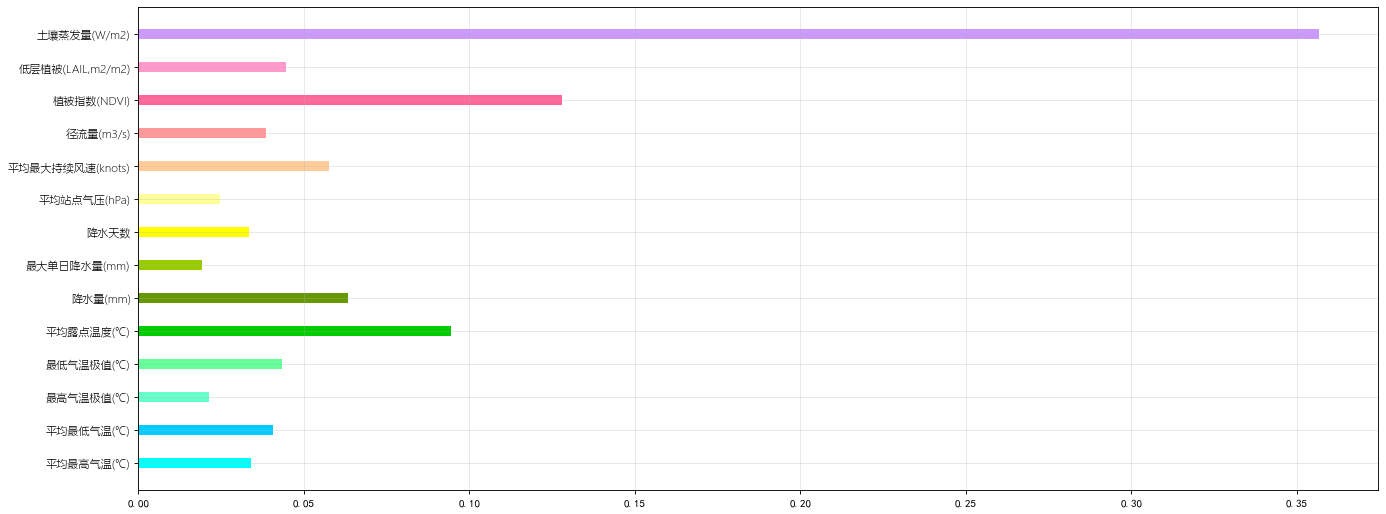 土壤蒸发量(W/m2)
低层植被(LAIL,m2/m2)
植被指数(NDVI)
径流量(m3/s)
平均最大持续风速(knots)
平均站点气压(hPa)
降水天数
最大单日降水量(mm)
降水量(mm)
平均露点温度(℃)
最低气温极值(℃)
最高气温极值(℃)
平均最低气温(℃)
平均最高气温(℃)
0.00 0.05 0.10 0.15 0.20 0.25 0.30 0.35